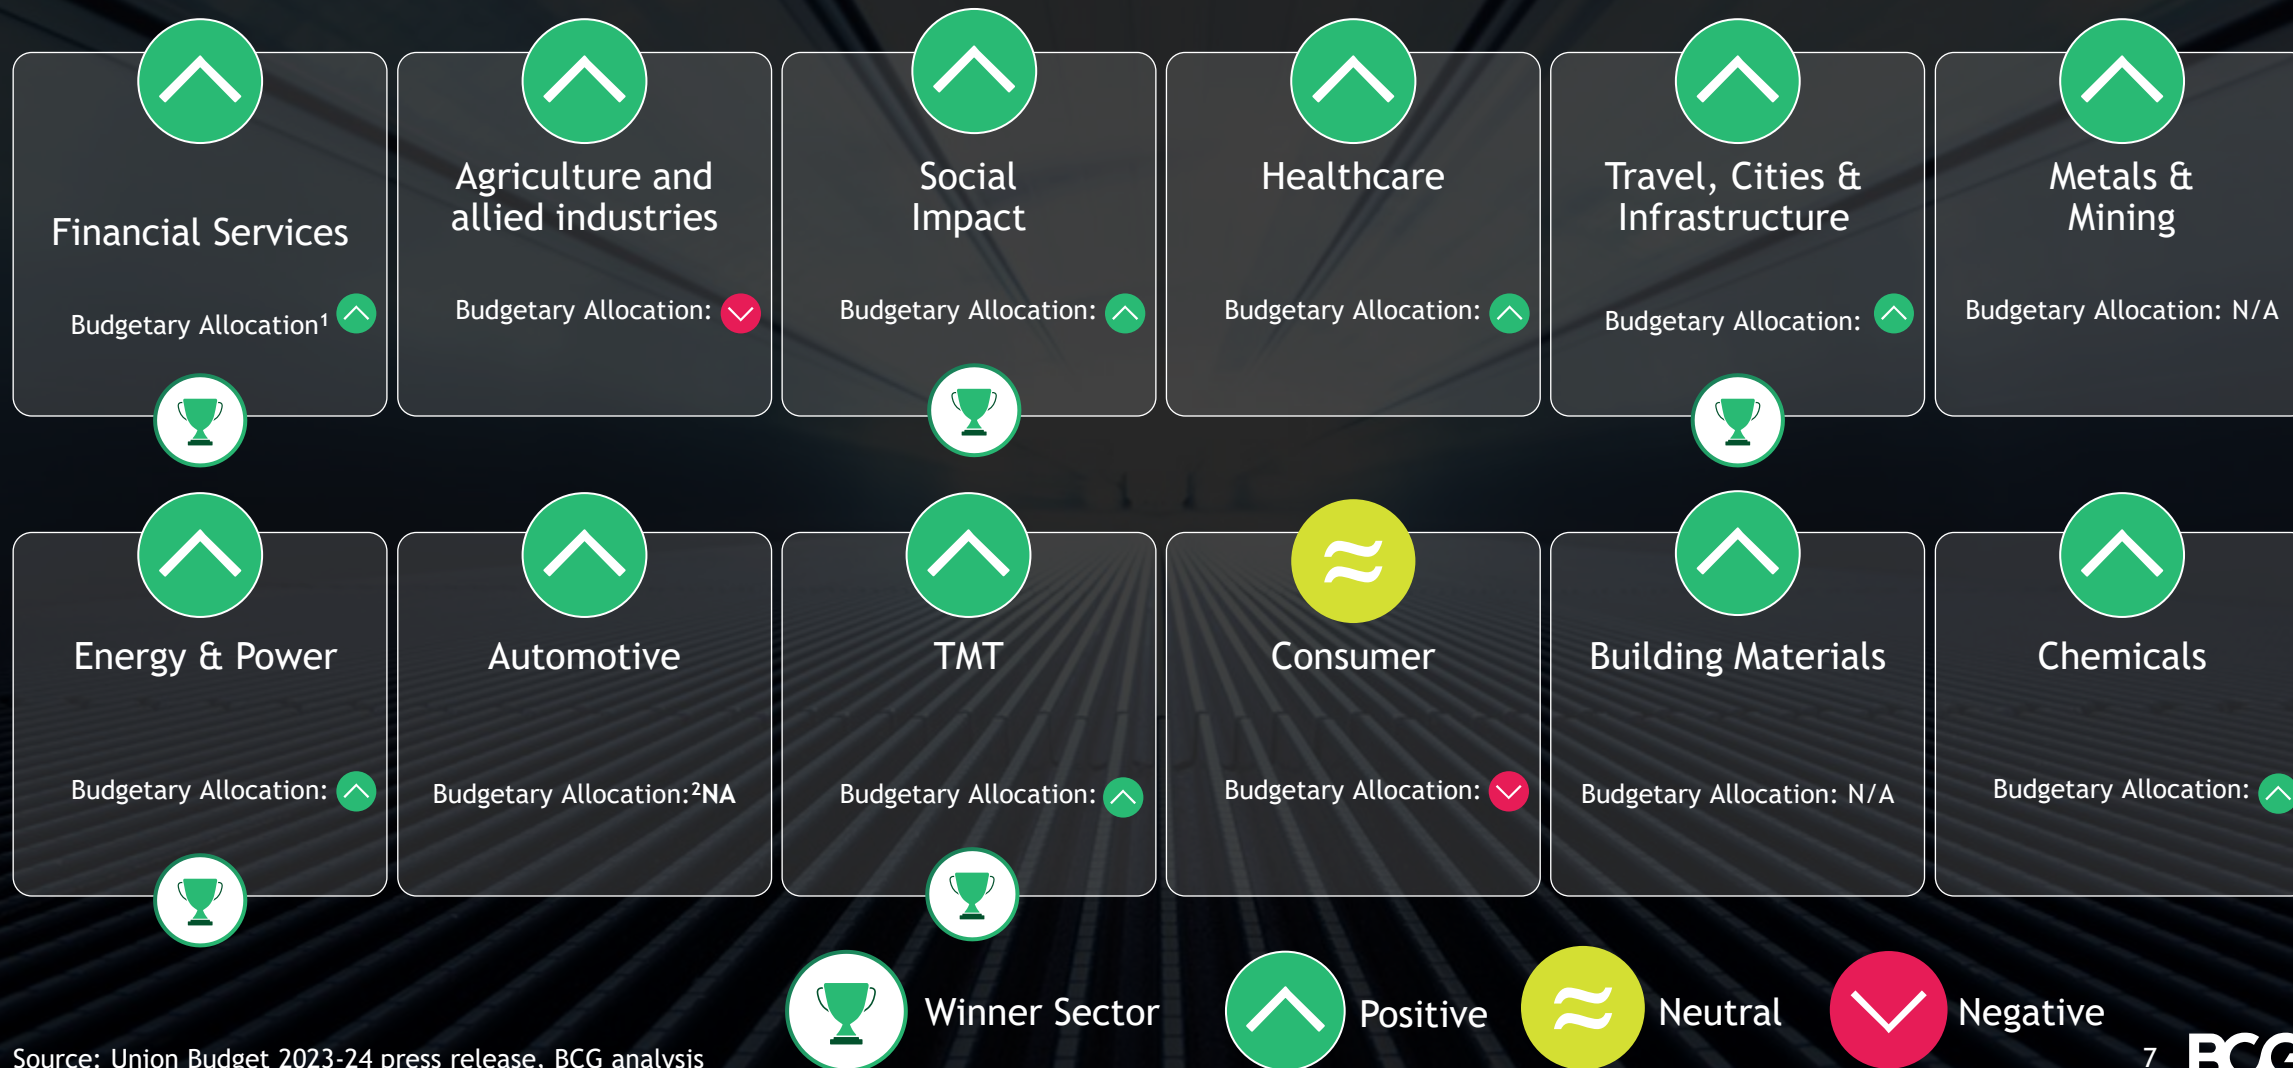 Financial Services
Budgetary Allocation¹
Agriculture and
allied industries
Budgetary Allocation:
Social
Impact
Budgetary Allocation:
Healthcare
Budgetary Allocation:
Travel, Cities &
Infrastructure
Budgetary Allocation:
Metals &
Mining
Budgetary Allocation: N/A
Energy & Power
Budgetary Allocation:
Automotive
Budgetary Allocation:²NA
TMT
Budgetary Allocation:
Consumer
Budgetary Allocation:
Building Materials
Budgetary Allocation: N/A
Chemicals
Budgetary Allocation:
Winner Sector
Positive
Neutral
Negative
Source: Union Budget 2023-24 press release, BCG analysis
7
BCG